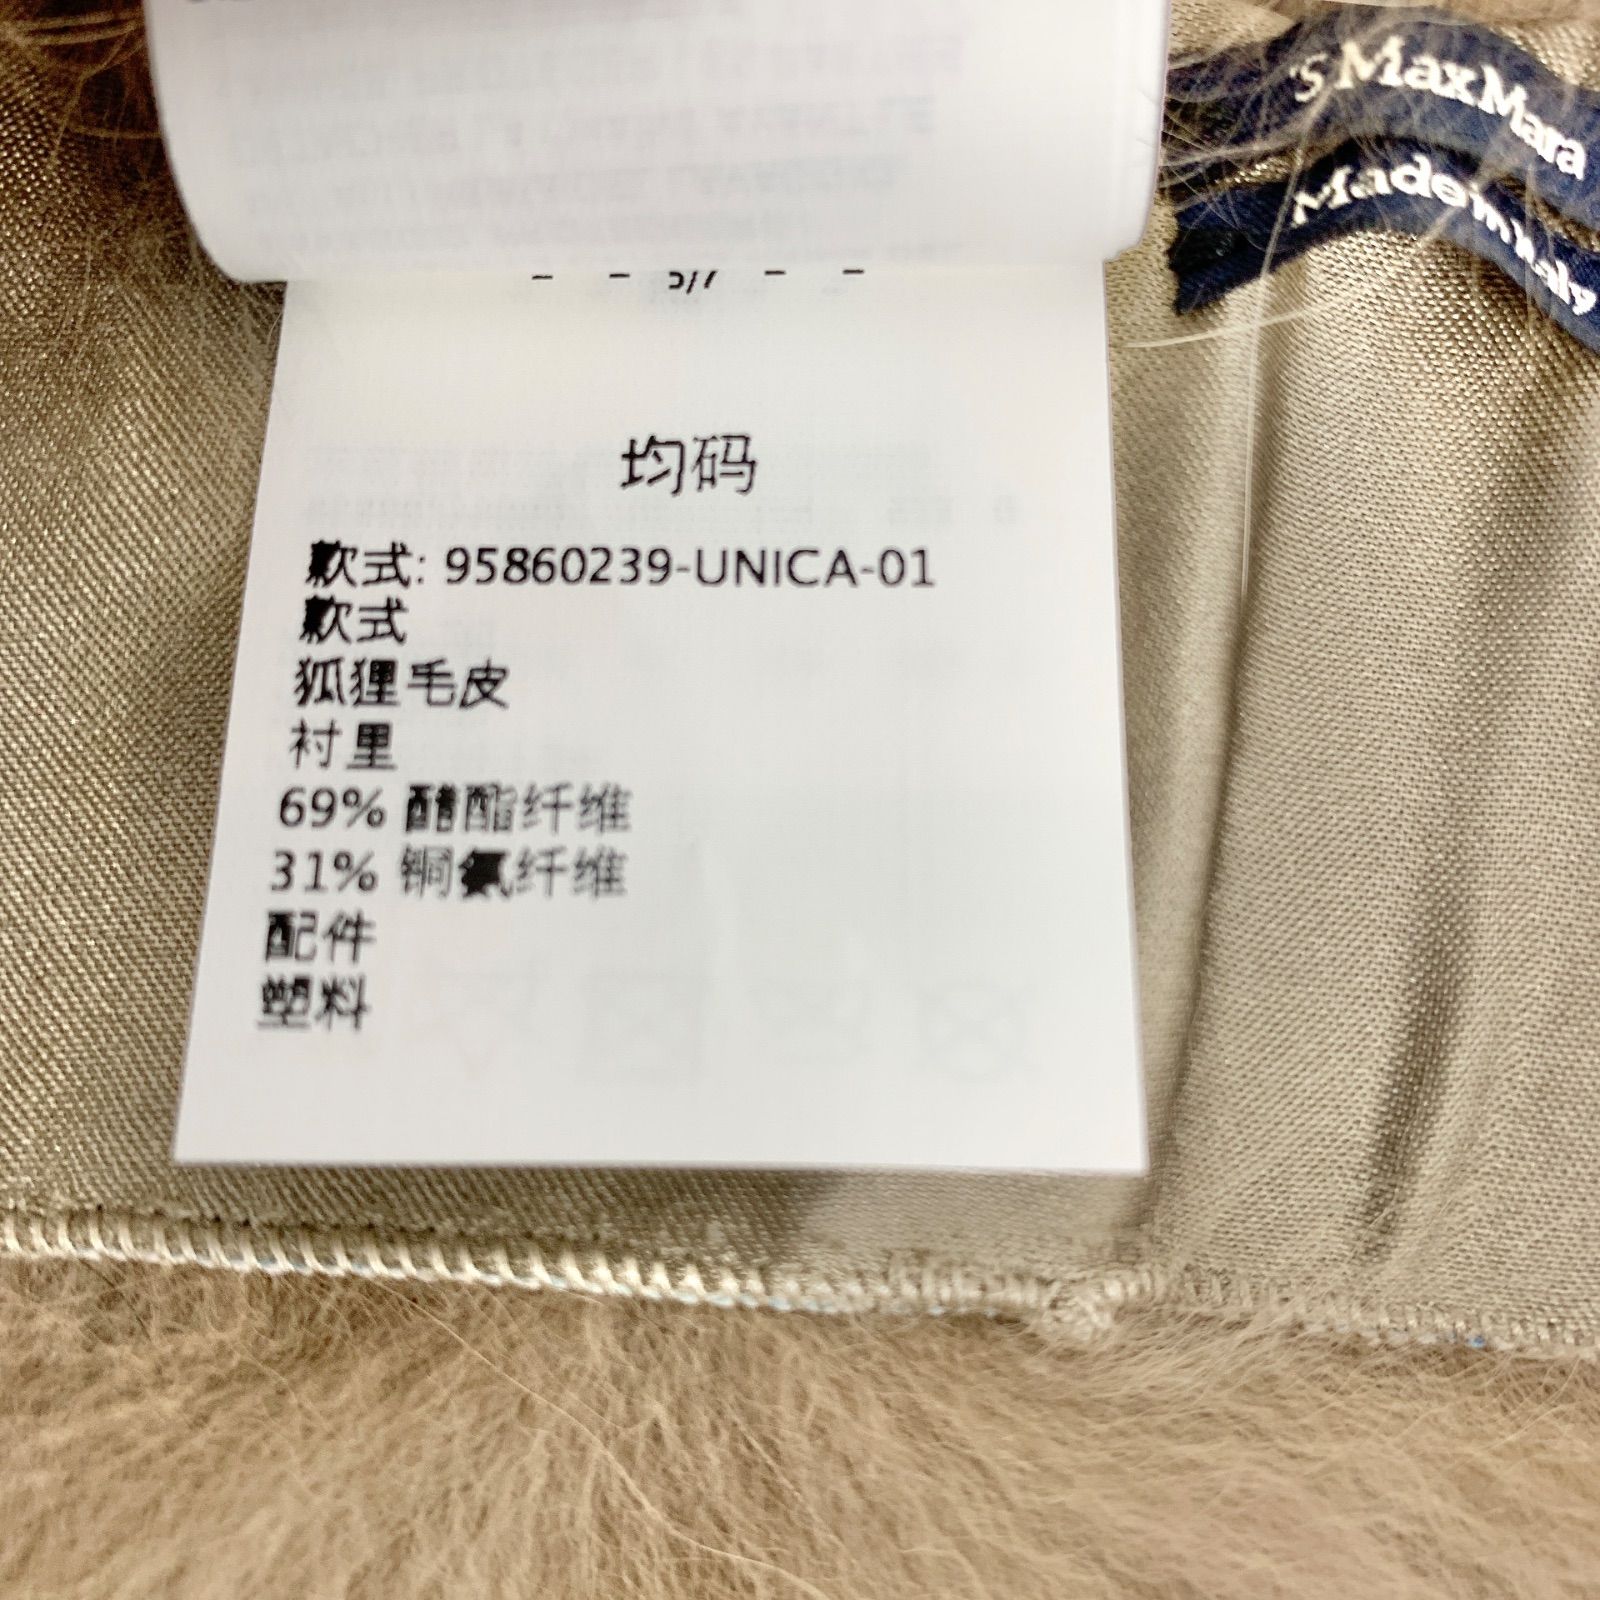 'S MaxMara
Made in Italy
均码
款式: 95860239-UNICA-01
款式
狐狸毛皮
衬里
69% 醋酯纤维
31% 铜氨纤维
配件
塑料